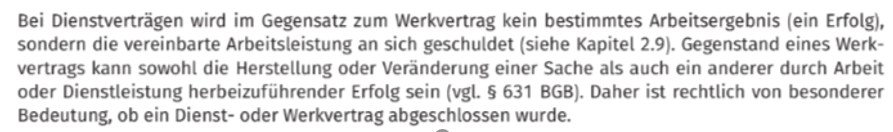 Bei Dienstverträgen wird im Gegensatz zum Werkvertrag kein bestimmtes Arbeitsergebnis (ein Erfolg),
sondern die vereinbarte Arbeitsleistung an sich geschuldet (siehe Kapitel 2.9). Gegenstand eines Werk-
vertrags kann sowohl die Herstellung oder Veränderung einer Sache als auch ein anderer durch Arbeit
oder Dienstleistung herbeizuführender Erfolg sein (vgl. § 631 BGB). Daher ist rechtlich von besonderer
Bedeutung, ob ein Dienst- oder Werkvertrag abgeschlossen wurde.